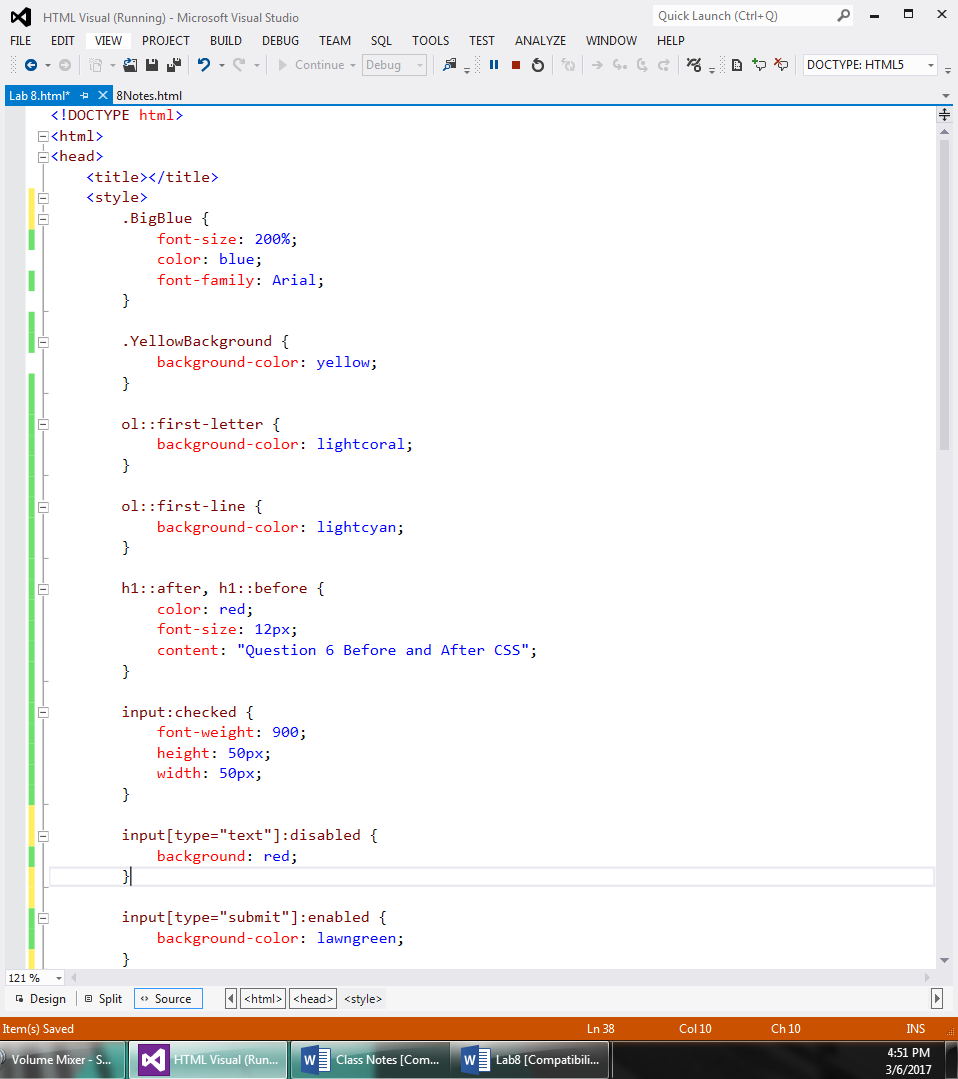 HTML Visual (Running) - Microsoft Visual Studio
Quick Launch (Ctrl+Q)
FILE EDIT VIEW PROJECT BUILD DEBUG TEAM SQL TOOLS TEST ANALYZE WINDOW HELP
Continue Debug DOCTYPE: HTML5
Lab 8.html* 8Notes.html
<!DOCTYPE html>
<html>
<head>
<title></title>
<style>
.BigBlue {
font-size: 200%;
color: blue;
font-family: Arial;
}
.YellowBackground {
background-color: yellow;
}
ol::first-letter {
background-color: lightcoral;
}
ol::first-line {
background-color: lightcyan;
}
h1::after, h1::before {
color: red;
font-size: 12px;
content: "Question 6 Before and After CSS";
}
input:checked {
font-weight: 900;
height: 50px;
width: 50px;
}
input[type="text"]:disabled {
background: red;
}
input[type="submit"]:enabled {
background-color: lawngreen;
}
121 %
Design Split Source <html> <head> <style>
Item(s) Saved Ln 38 Col 10 Ch 10 INS
Volume Mixer - S... HTML Visual (Run... Class Notes [Com... Lab8 [Compatibili... 4:51 PM
3/6/2017